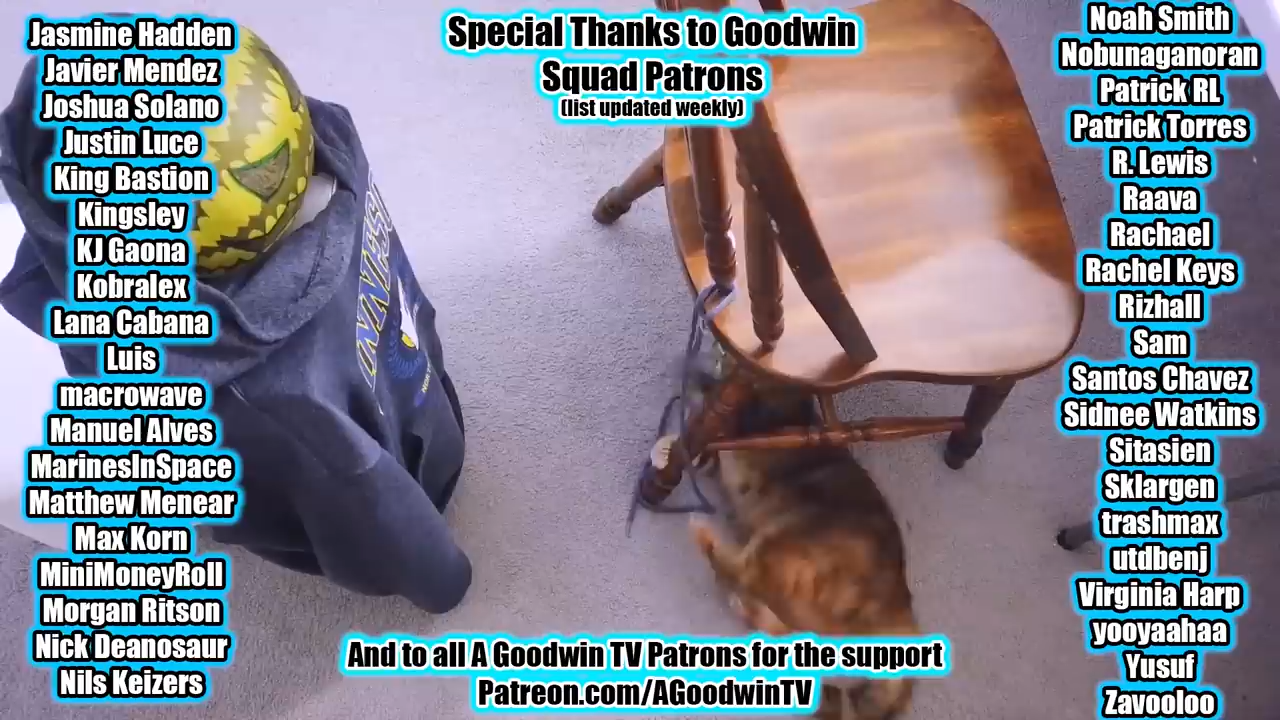 Special Thanks to Goodwin
Squad Patrons
(list updated weekly)
Jasmine Hadden
Javier Mendez
Joshua Solano
Justin Luce
King Bastion
Kingsley
KJ Gaona
Kobralex
Lana Cabana
Luis
macrowave
Manuel Alves
MarinesInSpace
Matthew Menear
Max Korn
MiniMoneyRoll
Morgan Ritson
Nick Deanosaur
Nils Keizers
Noah Smith
Nobunaganoran
Patrick RL
Patrick Torres
R. Lewis
Raava
Rachael
Rachel Keys
Rizhall
Sam
Santos Chavez
Sidnee Watkins
Sitasien
Sklargen
trashmax
utdbenj
Virginia Harp
yooyaahaa
Yusuf
Zavooloo
And to all A Goodwin TV Patrons for the support
Patreon.com/AGoodwinTV